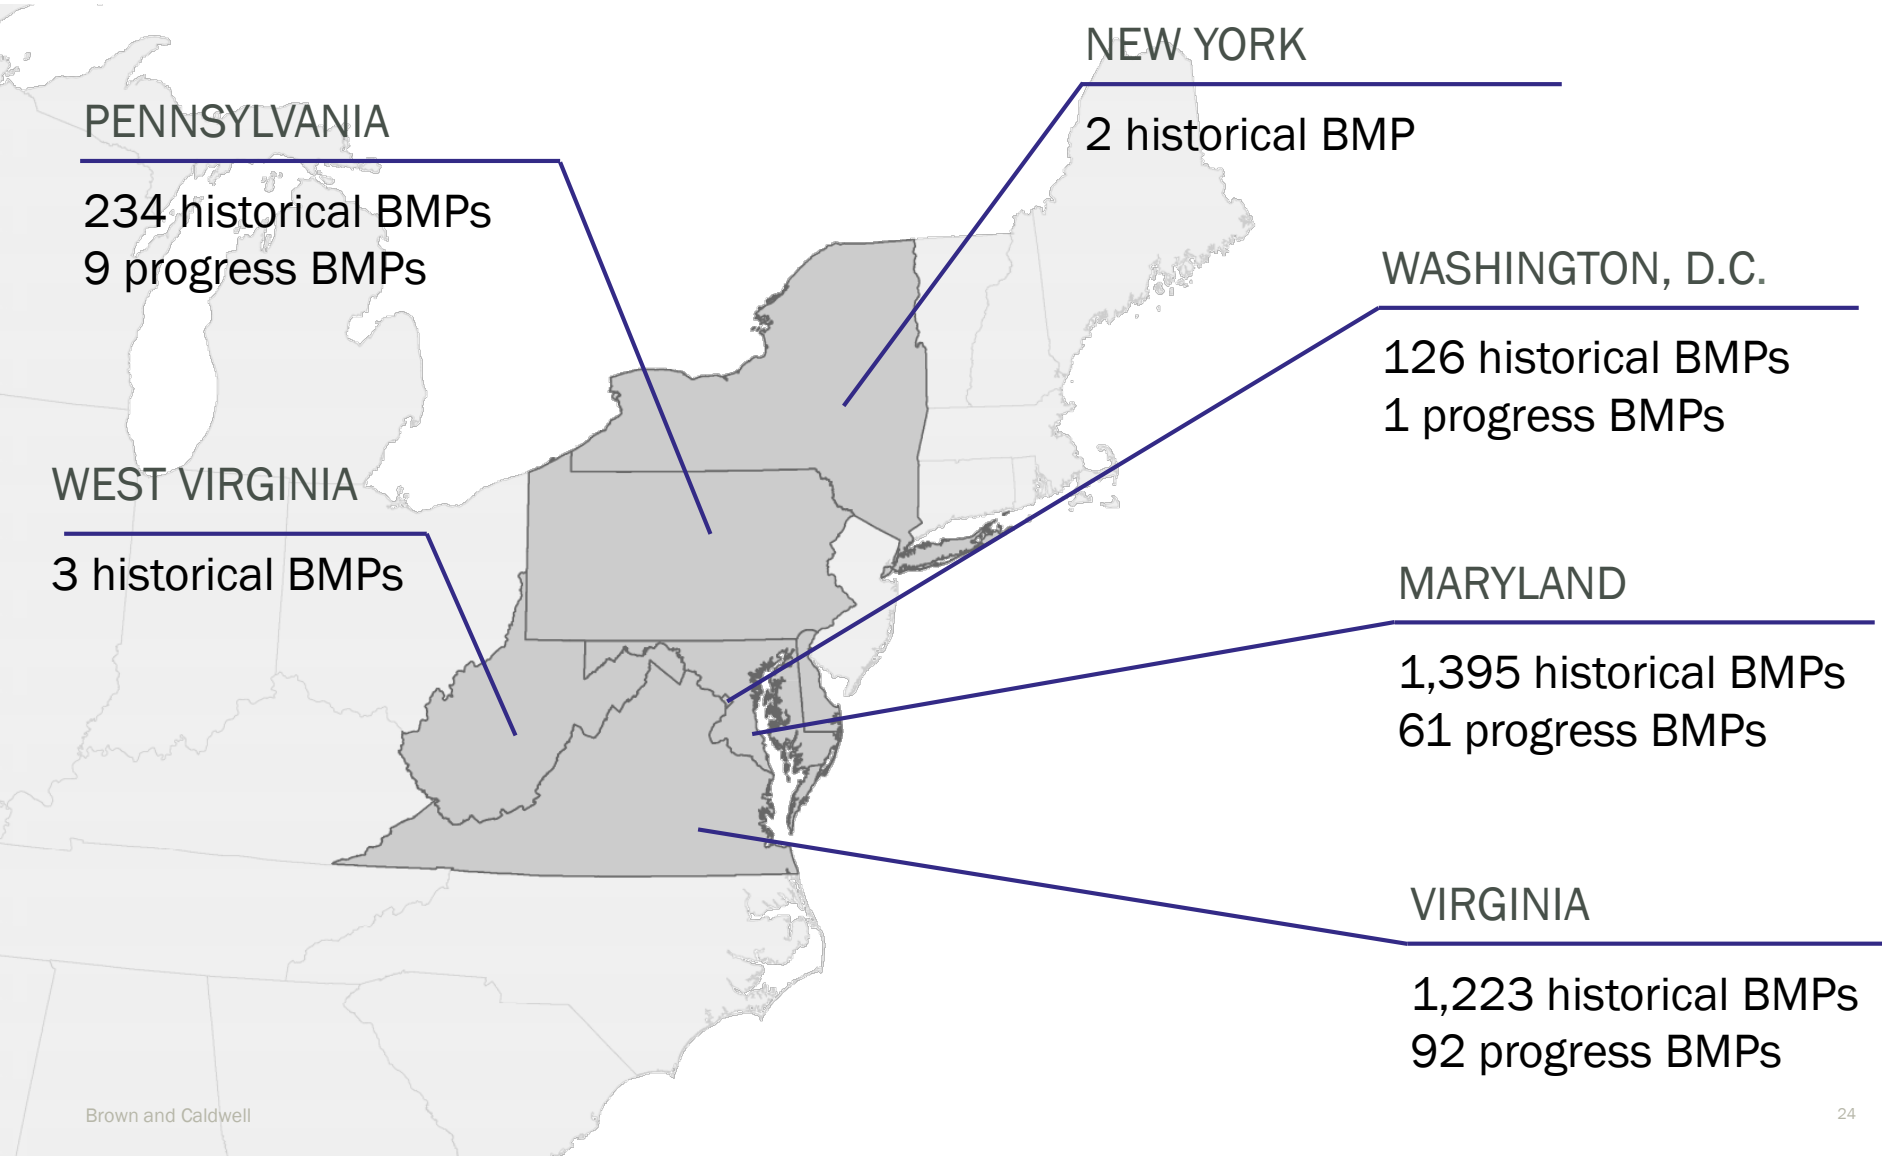 NEW YORK
2 historical BMP
PENNSYLVANIA
234 historical BMPs
9 progress BMPs
WASHINGTON, D.C.
126 historical BMPs
1 progress BMPs
WEST VIRGINIA
3 historical BMPs
MARYLAND
1,395 historical BMPs
61 progress BMPs
VIRGINIA
1,223 historical BMPs
92 progress BMPs
Brown and Caldwell
24